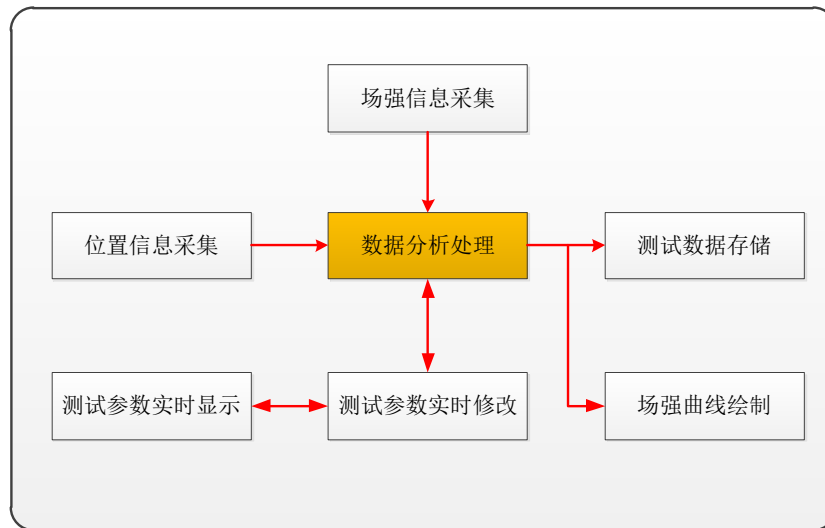 场强信息采集
位置信息采集
数据分析处理
测试数据存储
测试参数实时显示
测试参数实时修改
场强曲线绘制